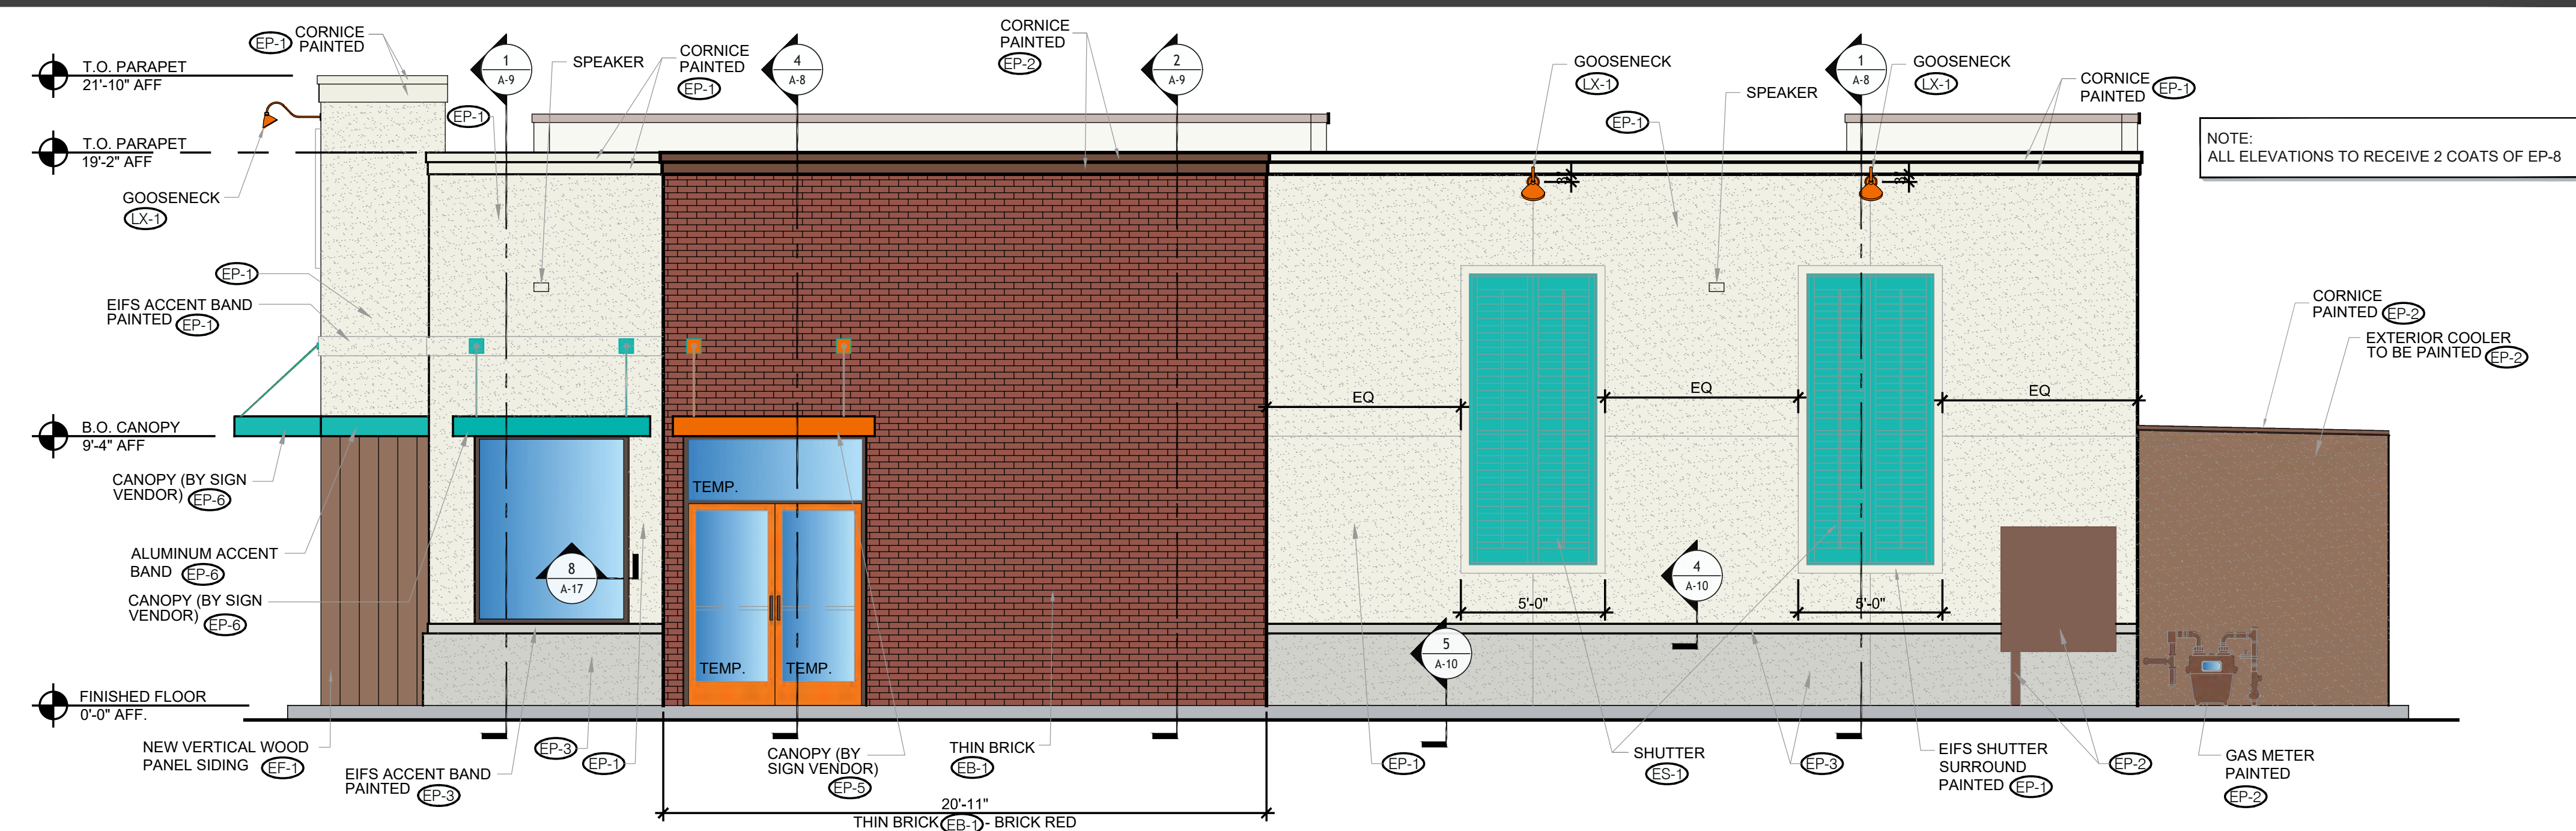 EP-1 CORNICE
PAINTED
T.O. PARAPET
21'-10" AFF
1
A-9
SPEAKER
CORNICE
PAINTED
EP-1
4
A-8
CORNICE
PAINTED
EP-2
2
A-9
GOOSENECK
LX-1
SPEAKER
1
A-8
GOOSENECK
LX-1
CORNICE
PAINTED EP-1
EP-1
EP-1
NOTE:
ALL ELEVATIONS TO RECEIVE 2 COATS OF EP-8
T.O. PARAPET
19'-2" AFF
GOOSENECK
LX-1
EP-1
EIFS ACCENT BAND
PAINTED EP-1
CORNICE
PAINTED EP-2
EXTERIOR COOLER
TO BE PAINTED EP-2
EQ
EQ
EQ
B.O. CANOPY
9'-4" AFF
CANOPY (BY SIGN
VENDOR) EP-6
TEMP.
ALUMINUM ACCENT
BAND EP-6
8
A-17
4
A-10
CANOPY (BY SIGN
VENDOR) EP-6
5'-0"
5'-0"
5
A-10
TEMP.
TEMP.
FINISHED FLOOR
0'-0" AFF.
NEW VERTICAL WOOD
PANEL SIDING EF-1
EIFS ACCENT BAND
PAINTED EP-3
EP-3
EP-1
CANOPY (BY
SIGN VENDOR)
EP-5
THIN BRICK
EB-1
EP-1
SHUTTER
ES-1
EP-3
EIFS SHUTTER
SURROUND
PAINTED EP-1
EP-2
GAS METER
PAINTED
EP-2
20'-11"
THIN BRICK EB-1 - BRICK RED